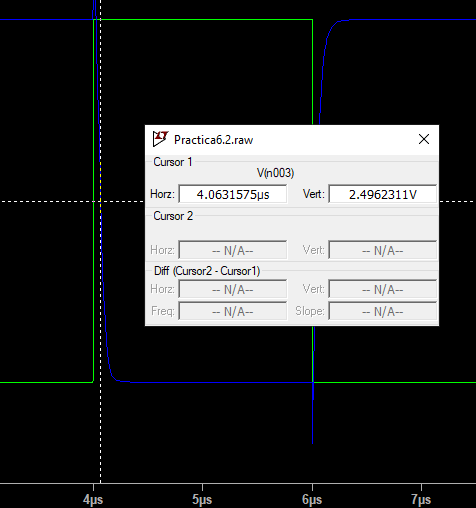 Practica6.2.raw
Cursor 1
V(n003)
Horz: 4.0631575µs Vert: 2.4962311V
Cursor 2
Horz: -- N/A-- Vert: -- N/A--
Diff (Cursor2 - Cursor1)
Horz: -- N/A-- Vert: -- N/A--
Freq: -- N/A-- Slope: -- N/A--
4µs 5µs 6µs 7µs